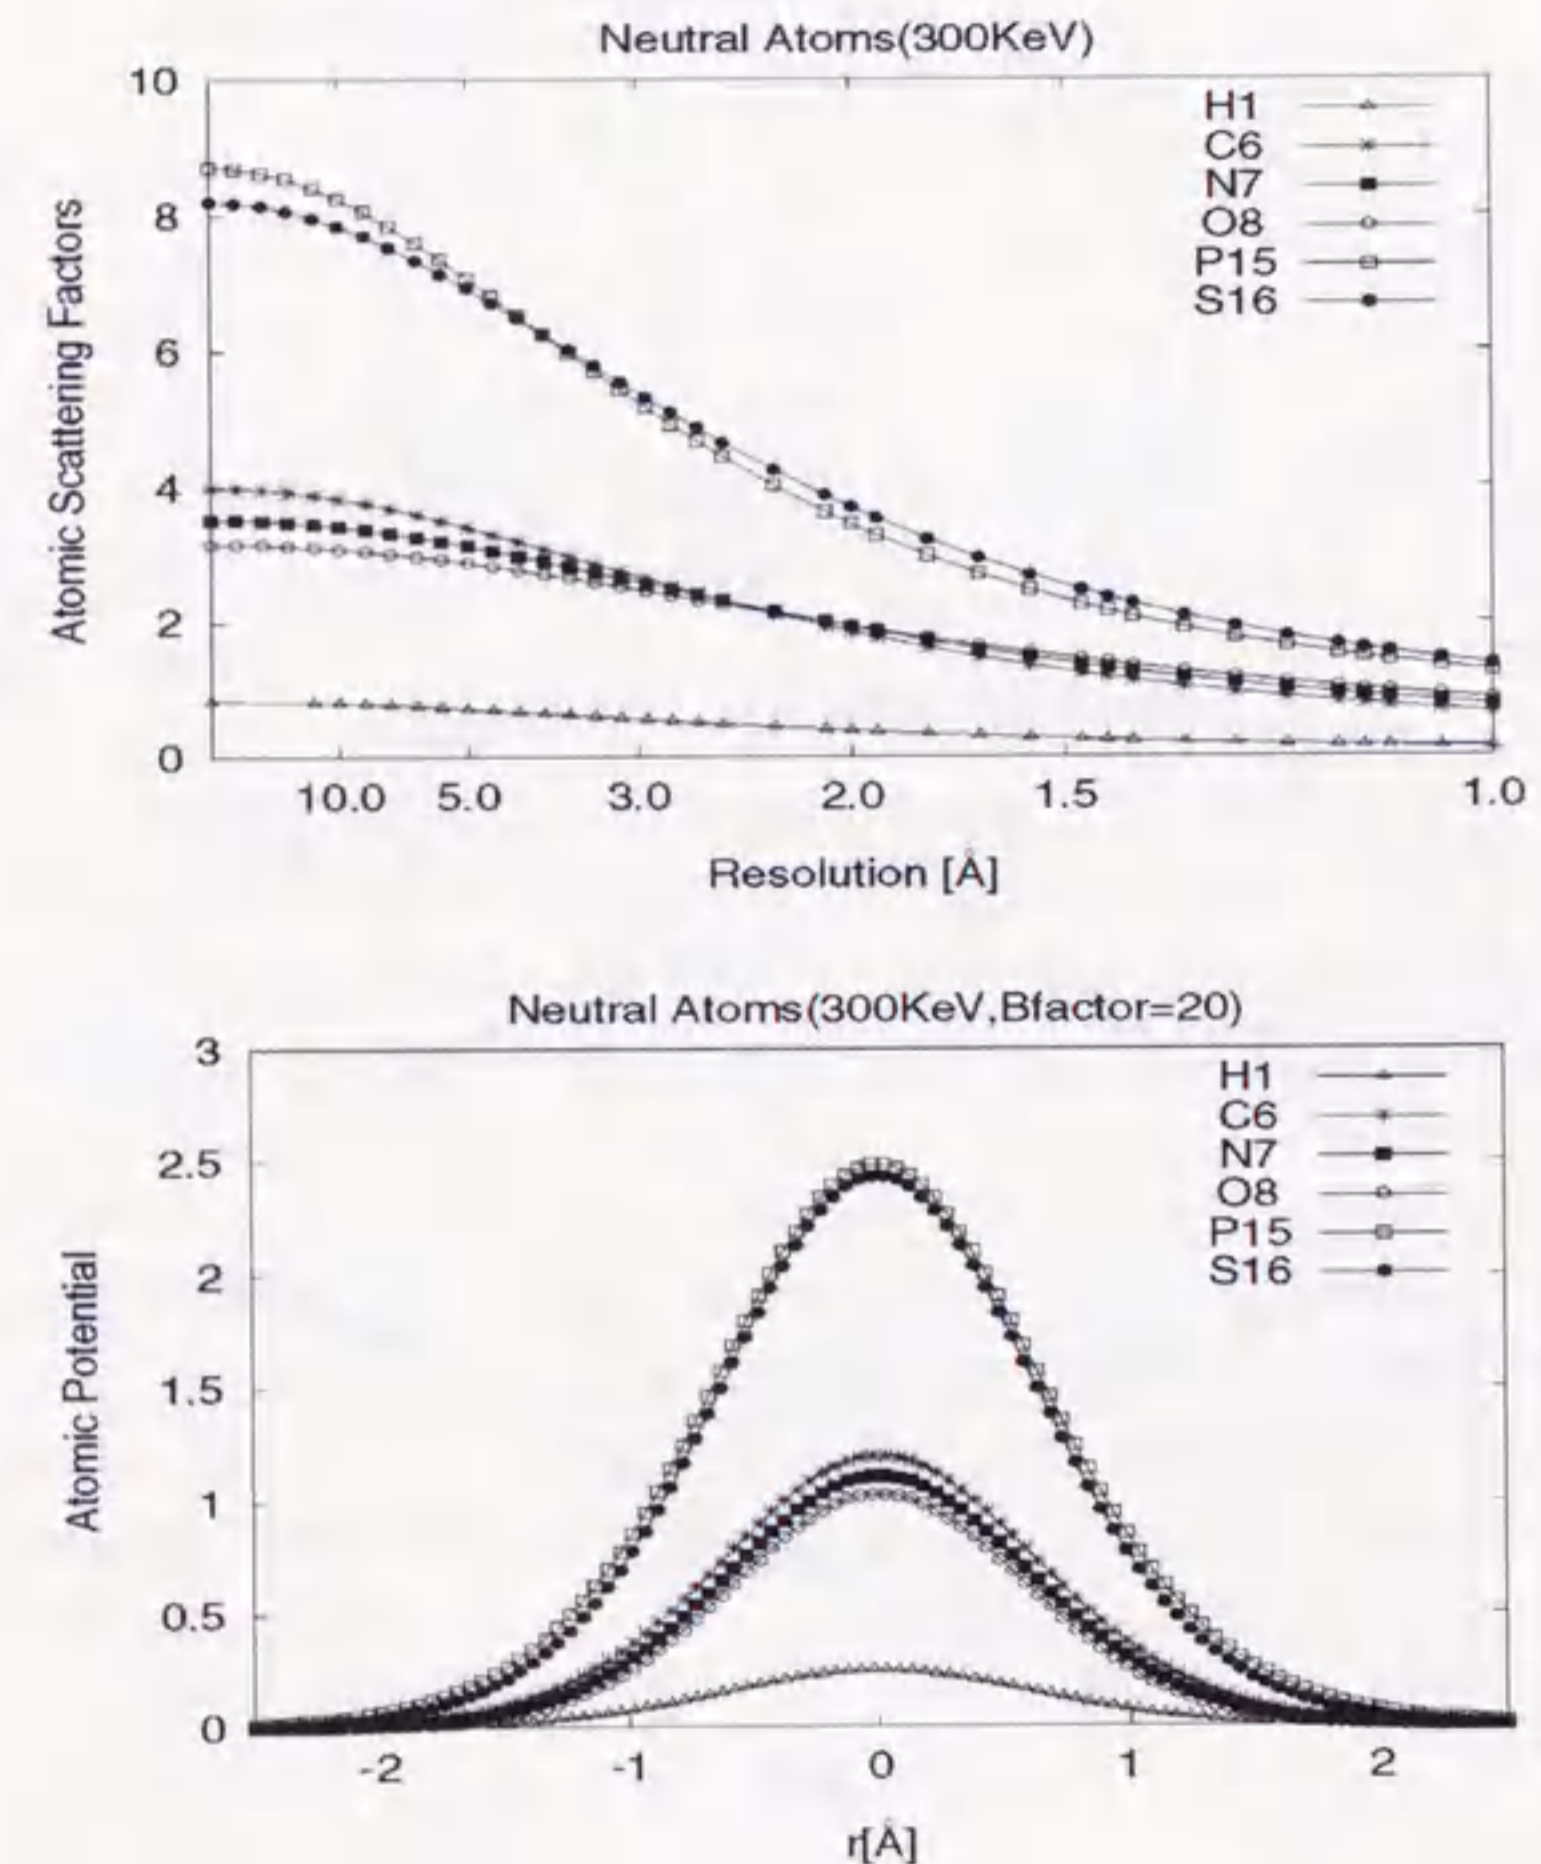 Neutral Atoms(300KeV)
10
8
6
4
2
0
Atomic Scattering Factors
H1
C6
N7
O8
P15
S16
10.0 5.0 3.0 2.0 1.5 1.0
Resolution [Å]
Neutral Atoms(300KeV,Bfactor=20)
3
2.5
2
1.5
1
0.5
0
Atomic Potential
H1
C6
N7
O8
P15
S16
-2 -1 0 1 2
r[Å]